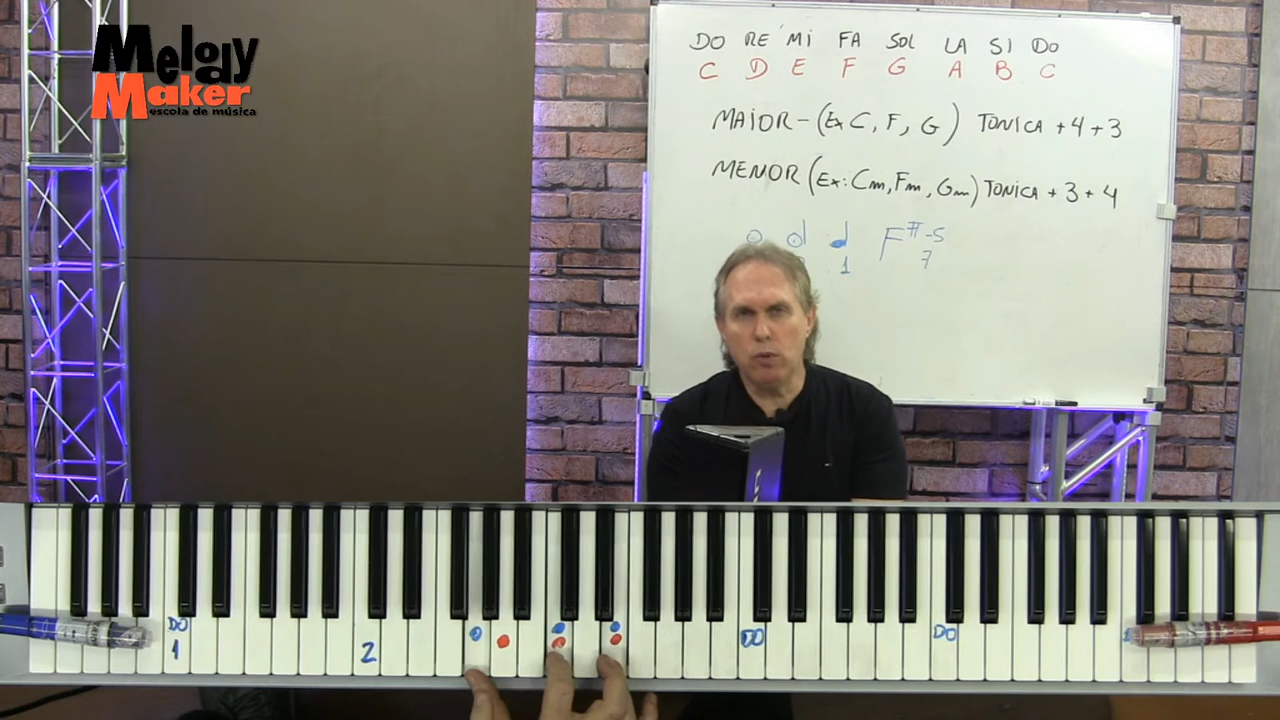 Melody
Maker
escola de música
DO RE MI FA SOL LA SI DO
C D E F G A B C
MAIOR - (Ex C, F, G) TONICA + 4 + 3
MENOR (Ex: Cm, Fm, Gm) TONICA + 3 + 4
1
F#-5
7
DO
1
2
DO
DO